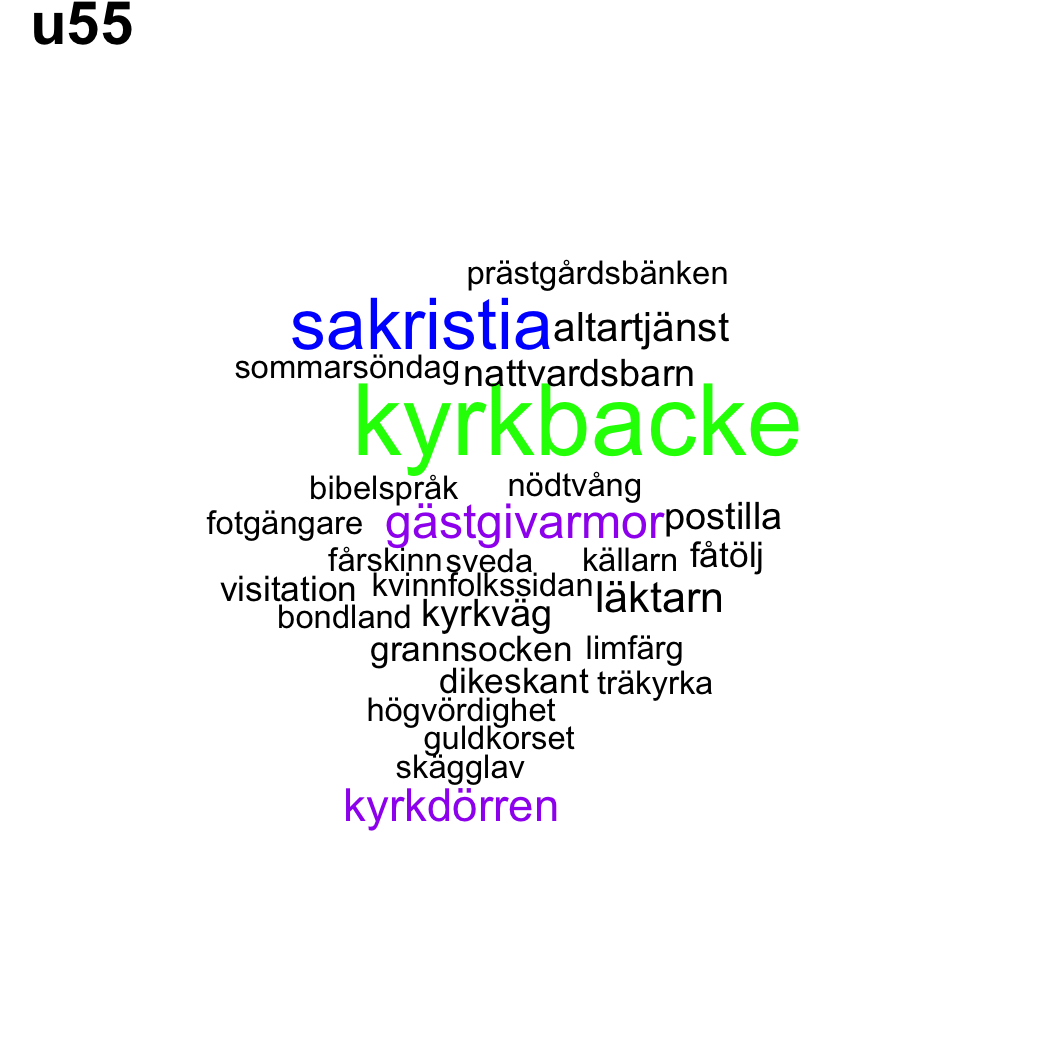 u55
prästgårdsbänken
sakristia altartjänst
sommarsöndag nattvardsbarn
kyrkbacke
bibelspråk nödtvång
fotgängare gästgivarmor postilla
fårskinn sveda källarn fåtölj
visitation kvinnfolkssidan läktarn
bondland kyrkväg
grannsocken limfärg
dikeskant träkyrka
högvördighet
guldkorset
skägglav
kyrkdörren